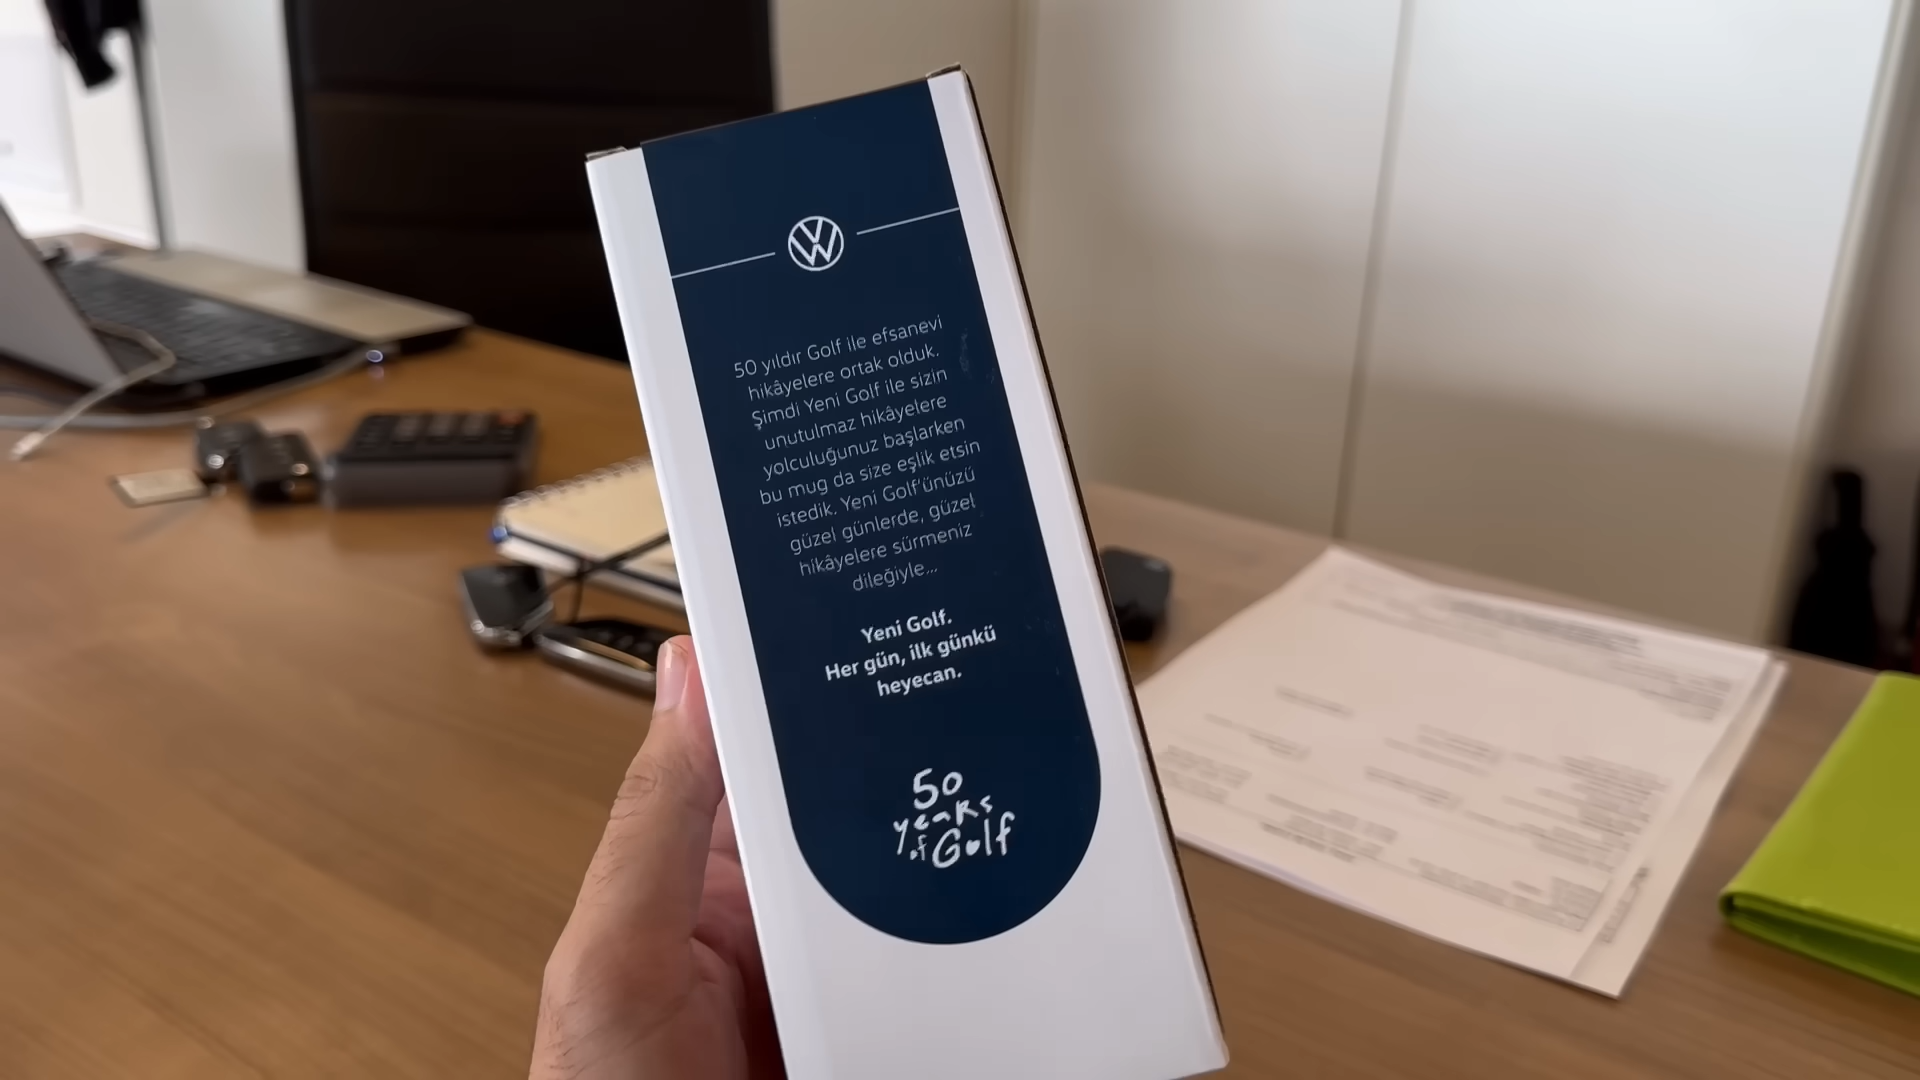 50 yıldır Golf ile efsanevi
hikâyelere ortak olduk.
Şimdi Yeni Golf ile sizin
unutulmaz hikâyelere
yolculuğunuz başlarken
bu mug da size eşlik etsin
istedik. Yeni Golf'ünüzü
güzel günlerde, güzel
hikâyelere sürmeniz
dileğiyle...
Yeni Golf.
Her gün, ilk günkü
heyecan.
50
years
of Golf